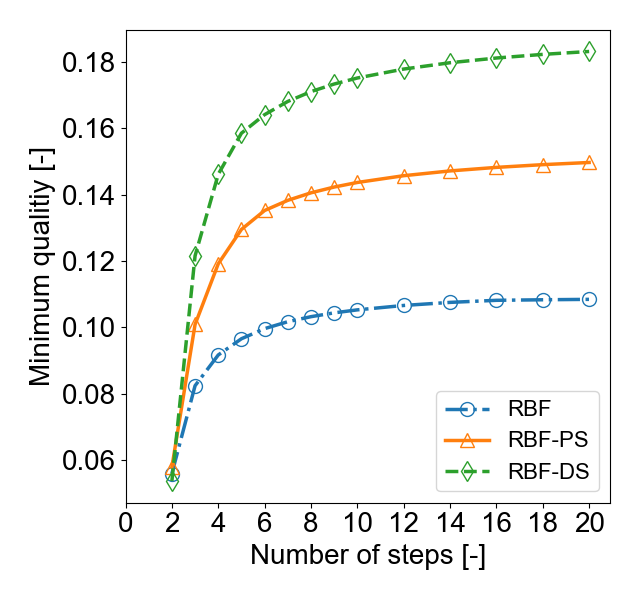 0.18
0.16
0.14
0.12
0.10
0.08
0.06
Minimum qualitiy [-]
RBF
RBF-PS
RBF-DS
0 2 4 6 8 10 12 14 16 18 20
Number of steps [-]